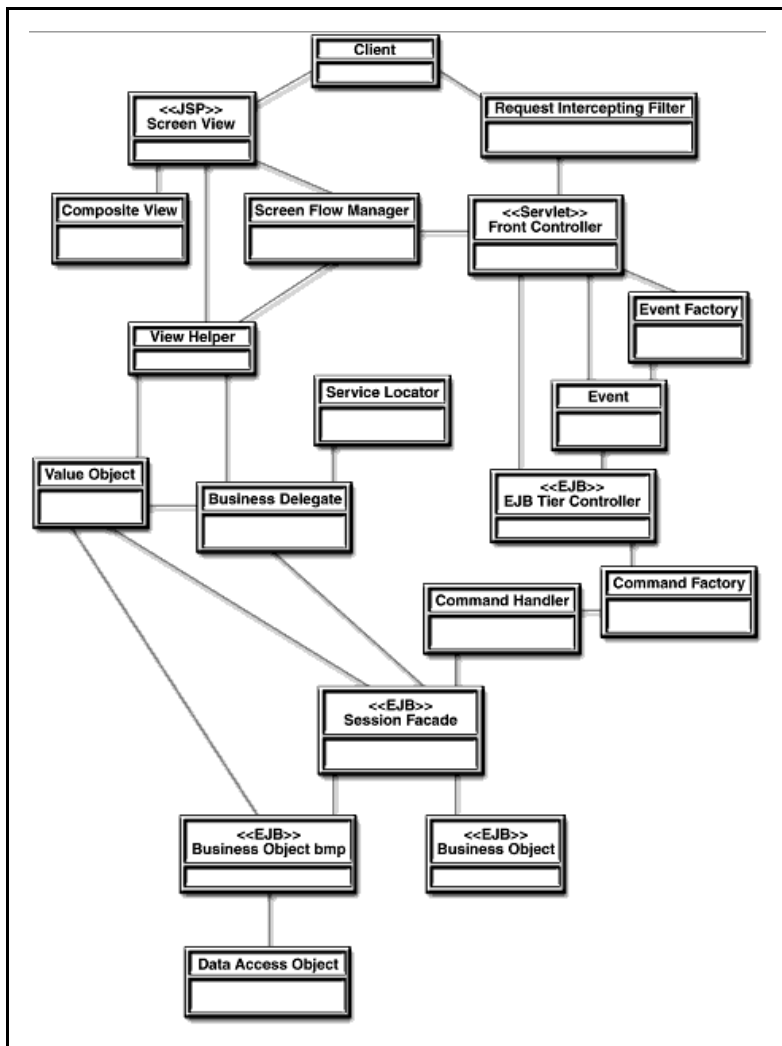 Client
<<JSP>>
Screen View
Request Intercepting Filter
Composite View
Screen Flow Manager
<<Servlet>>
Front Controller
Event Factory
View Helper
Service Locator
Event
Value Object
Business Delegate
<<EJB>>
EJB Tier Controller
Command Handler
Command Factory
<<EJB>>
Session Facade
<<EJB>>
Business Object bmp
<<EJB>>
Business Object
Data Access Object